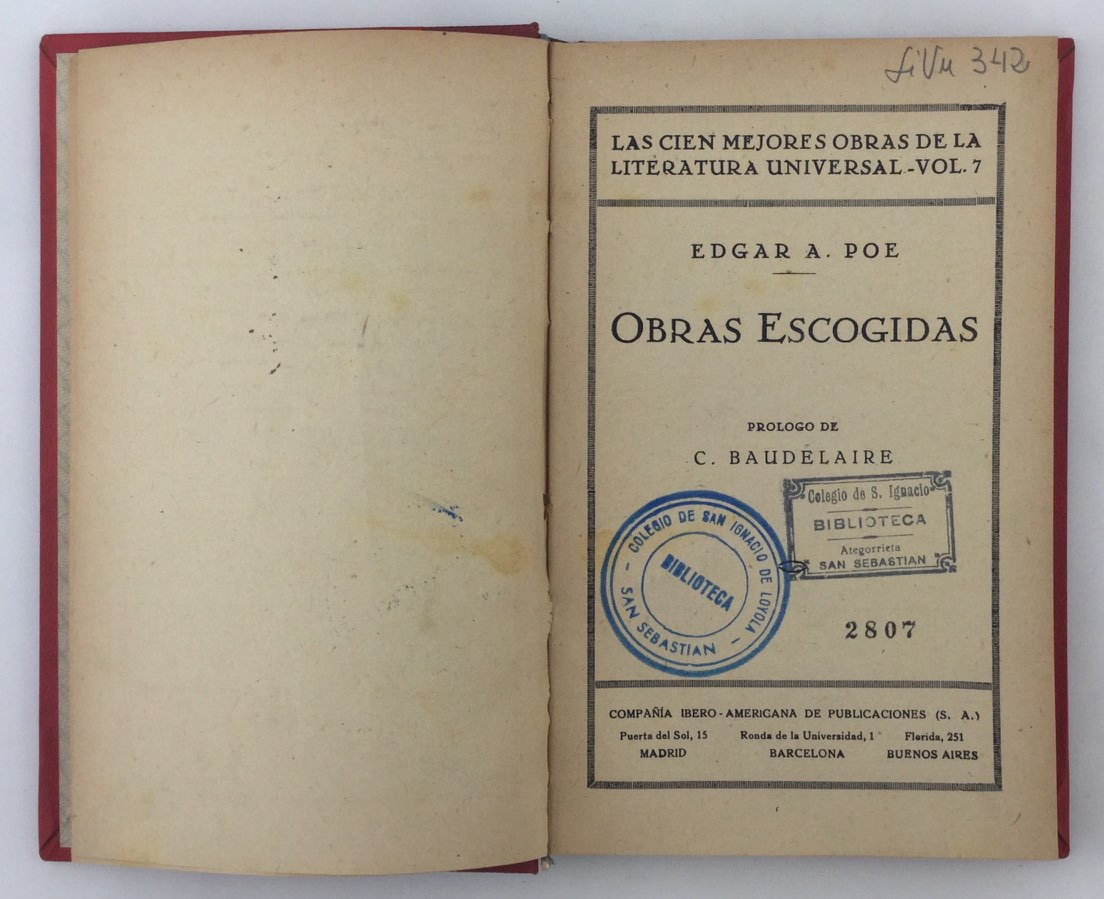 LiVu 342
LAS CIEN MEJORES OBRAS DE LA
LITERATURA UNIVERSAL.-VOL. 7
EDGAR A. POE
OBRAS ESCOGIDAS
PROLOGO DE
C. BAUDELAIRE
Colegio de S. Ignacio
BIBLIOTECA
Ategorrieta
SAN SEBASTIAN
COLEGIO DE SAN IGNACIO DE LOYOLA
BIBLIOTECA
- SAN SEBASTIAN -
2807
COMPAÑÍA IBERO-AMERICANA DE PUBLICACIONES (S. A.)
Puerta del Sol, 15 Ronda de la Universidad, 1 Florida, 251
MADRID BARCELONA BUENOS AIRES